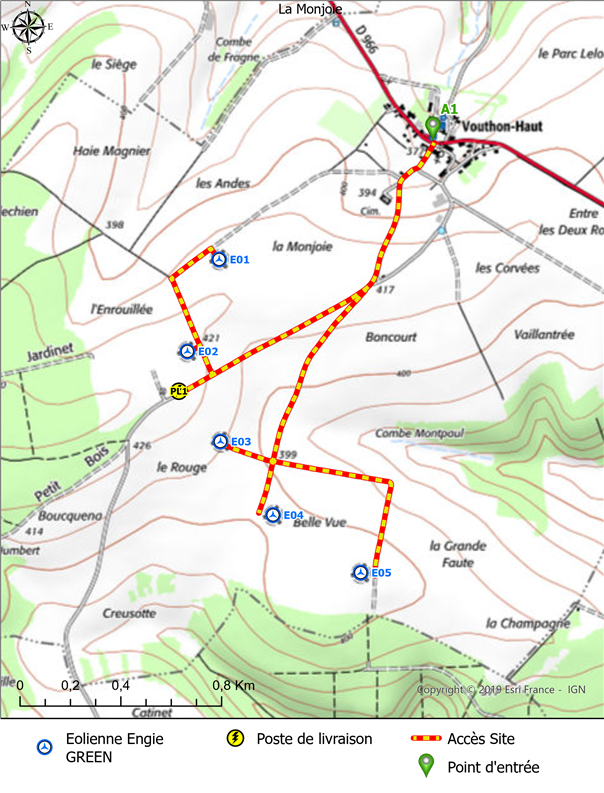 La Monjoie
N
W E
S
D 966
Combe
de Fragne
le Siège
le Parc Lelo
A1
Vouthon-Haut
Haie Magnier
les Andes
400
394
Cim.
Entre
les Deux Ro
lechien
398
la Monjoie
E01
les Corvées
417
l'Enrouillée
421
E02
Boncourt
Vaillantrée
Jardinet
400
PL1
E03
Combe Montpaul
426
399
le Rouge
Petit Bois
Boucquena
414
Humbert
E04
Belle Vue
la Grande
Faute
E05
Creusotte
la Champagne
400
ille
0 0,2 0,4 0,8 Km
Copyright © 2019 Esri France - IGN
Catinet
Eolienne Engie
GREEN
Poste de livraison
Accès Site
Point d'entrée